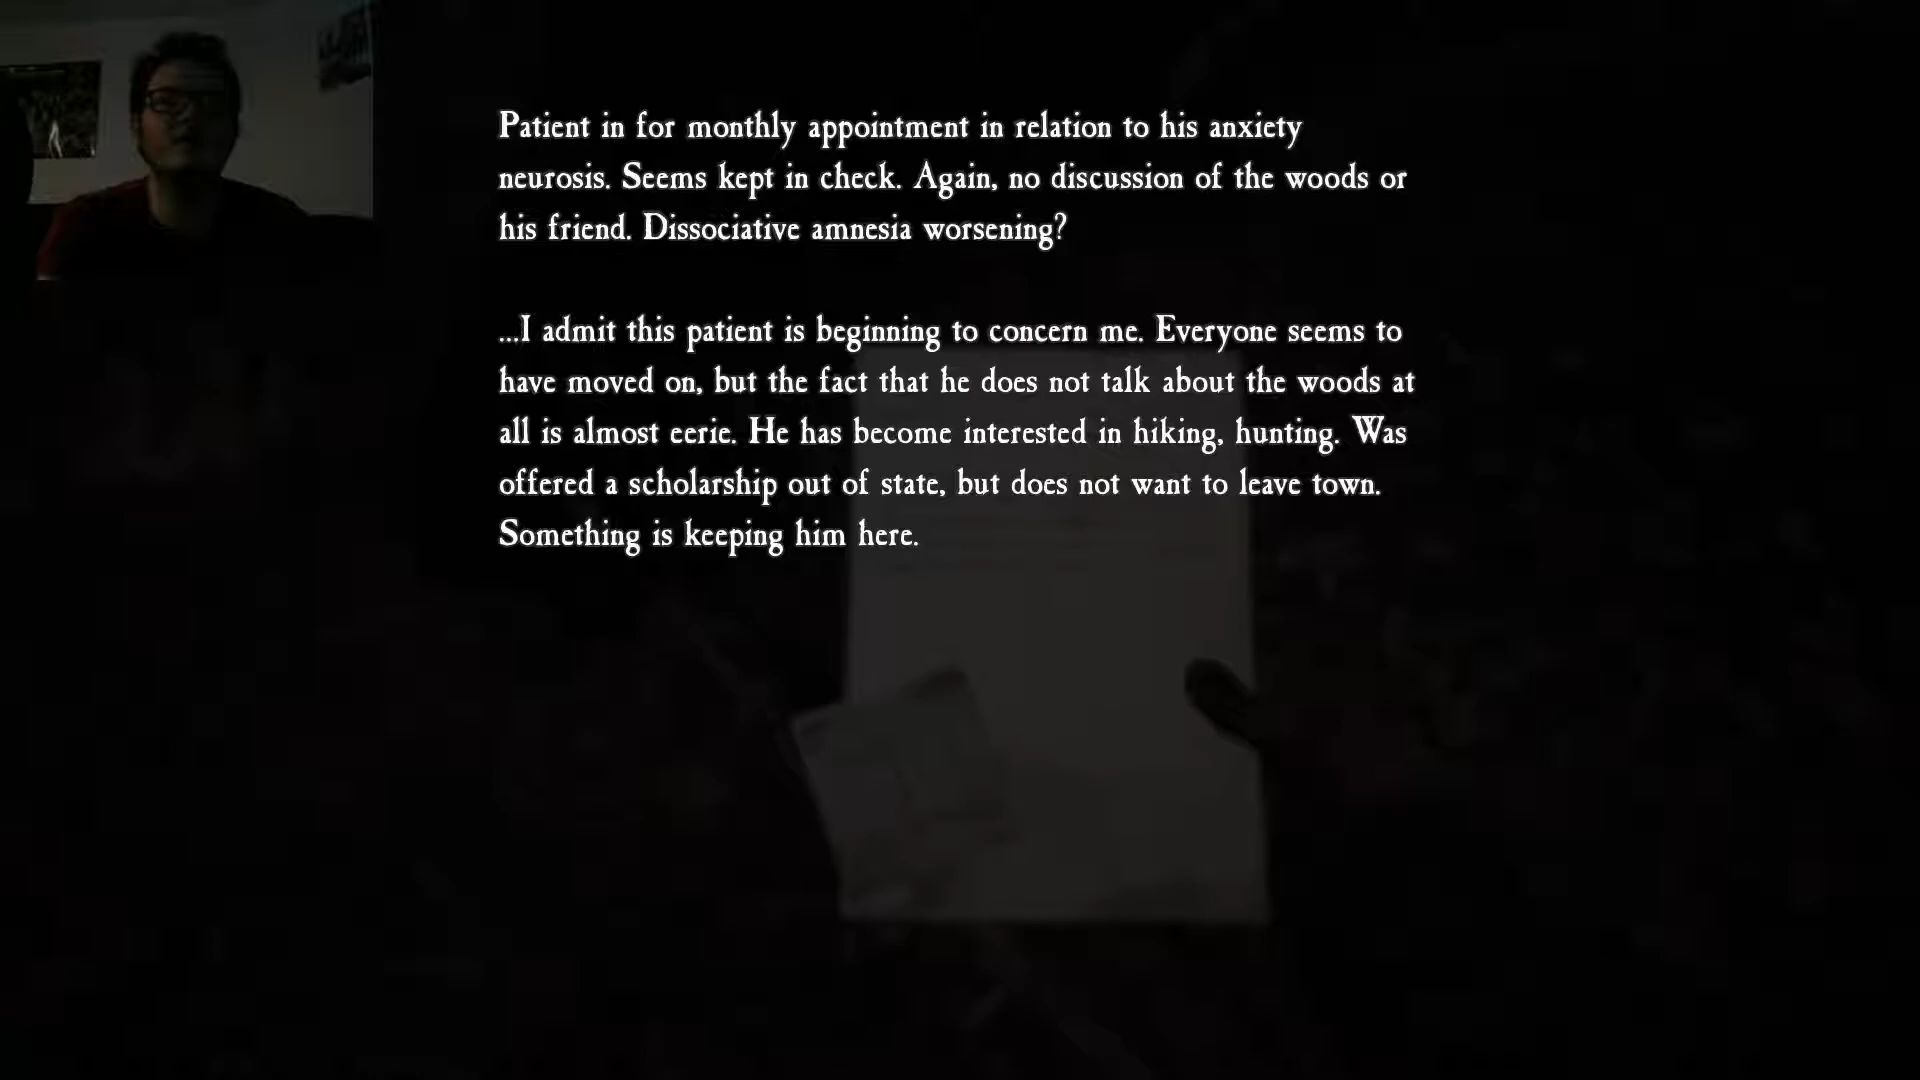 Patient in for monthly appointment in relation to his anxiety
neurosis. Seems kept in check. Again, no discussion of the woods or
his friend. Dissociative amnesia worsening?
...I admit this patient is beginning to concern me. Everyone seems to
have moved on, but the fact that he does not talk about the woods at
all is almost eerie. He has become interested in hiking, hunting. Was
offered a scholarship out of state, but does not want to leave town.
Something is keeping him here.